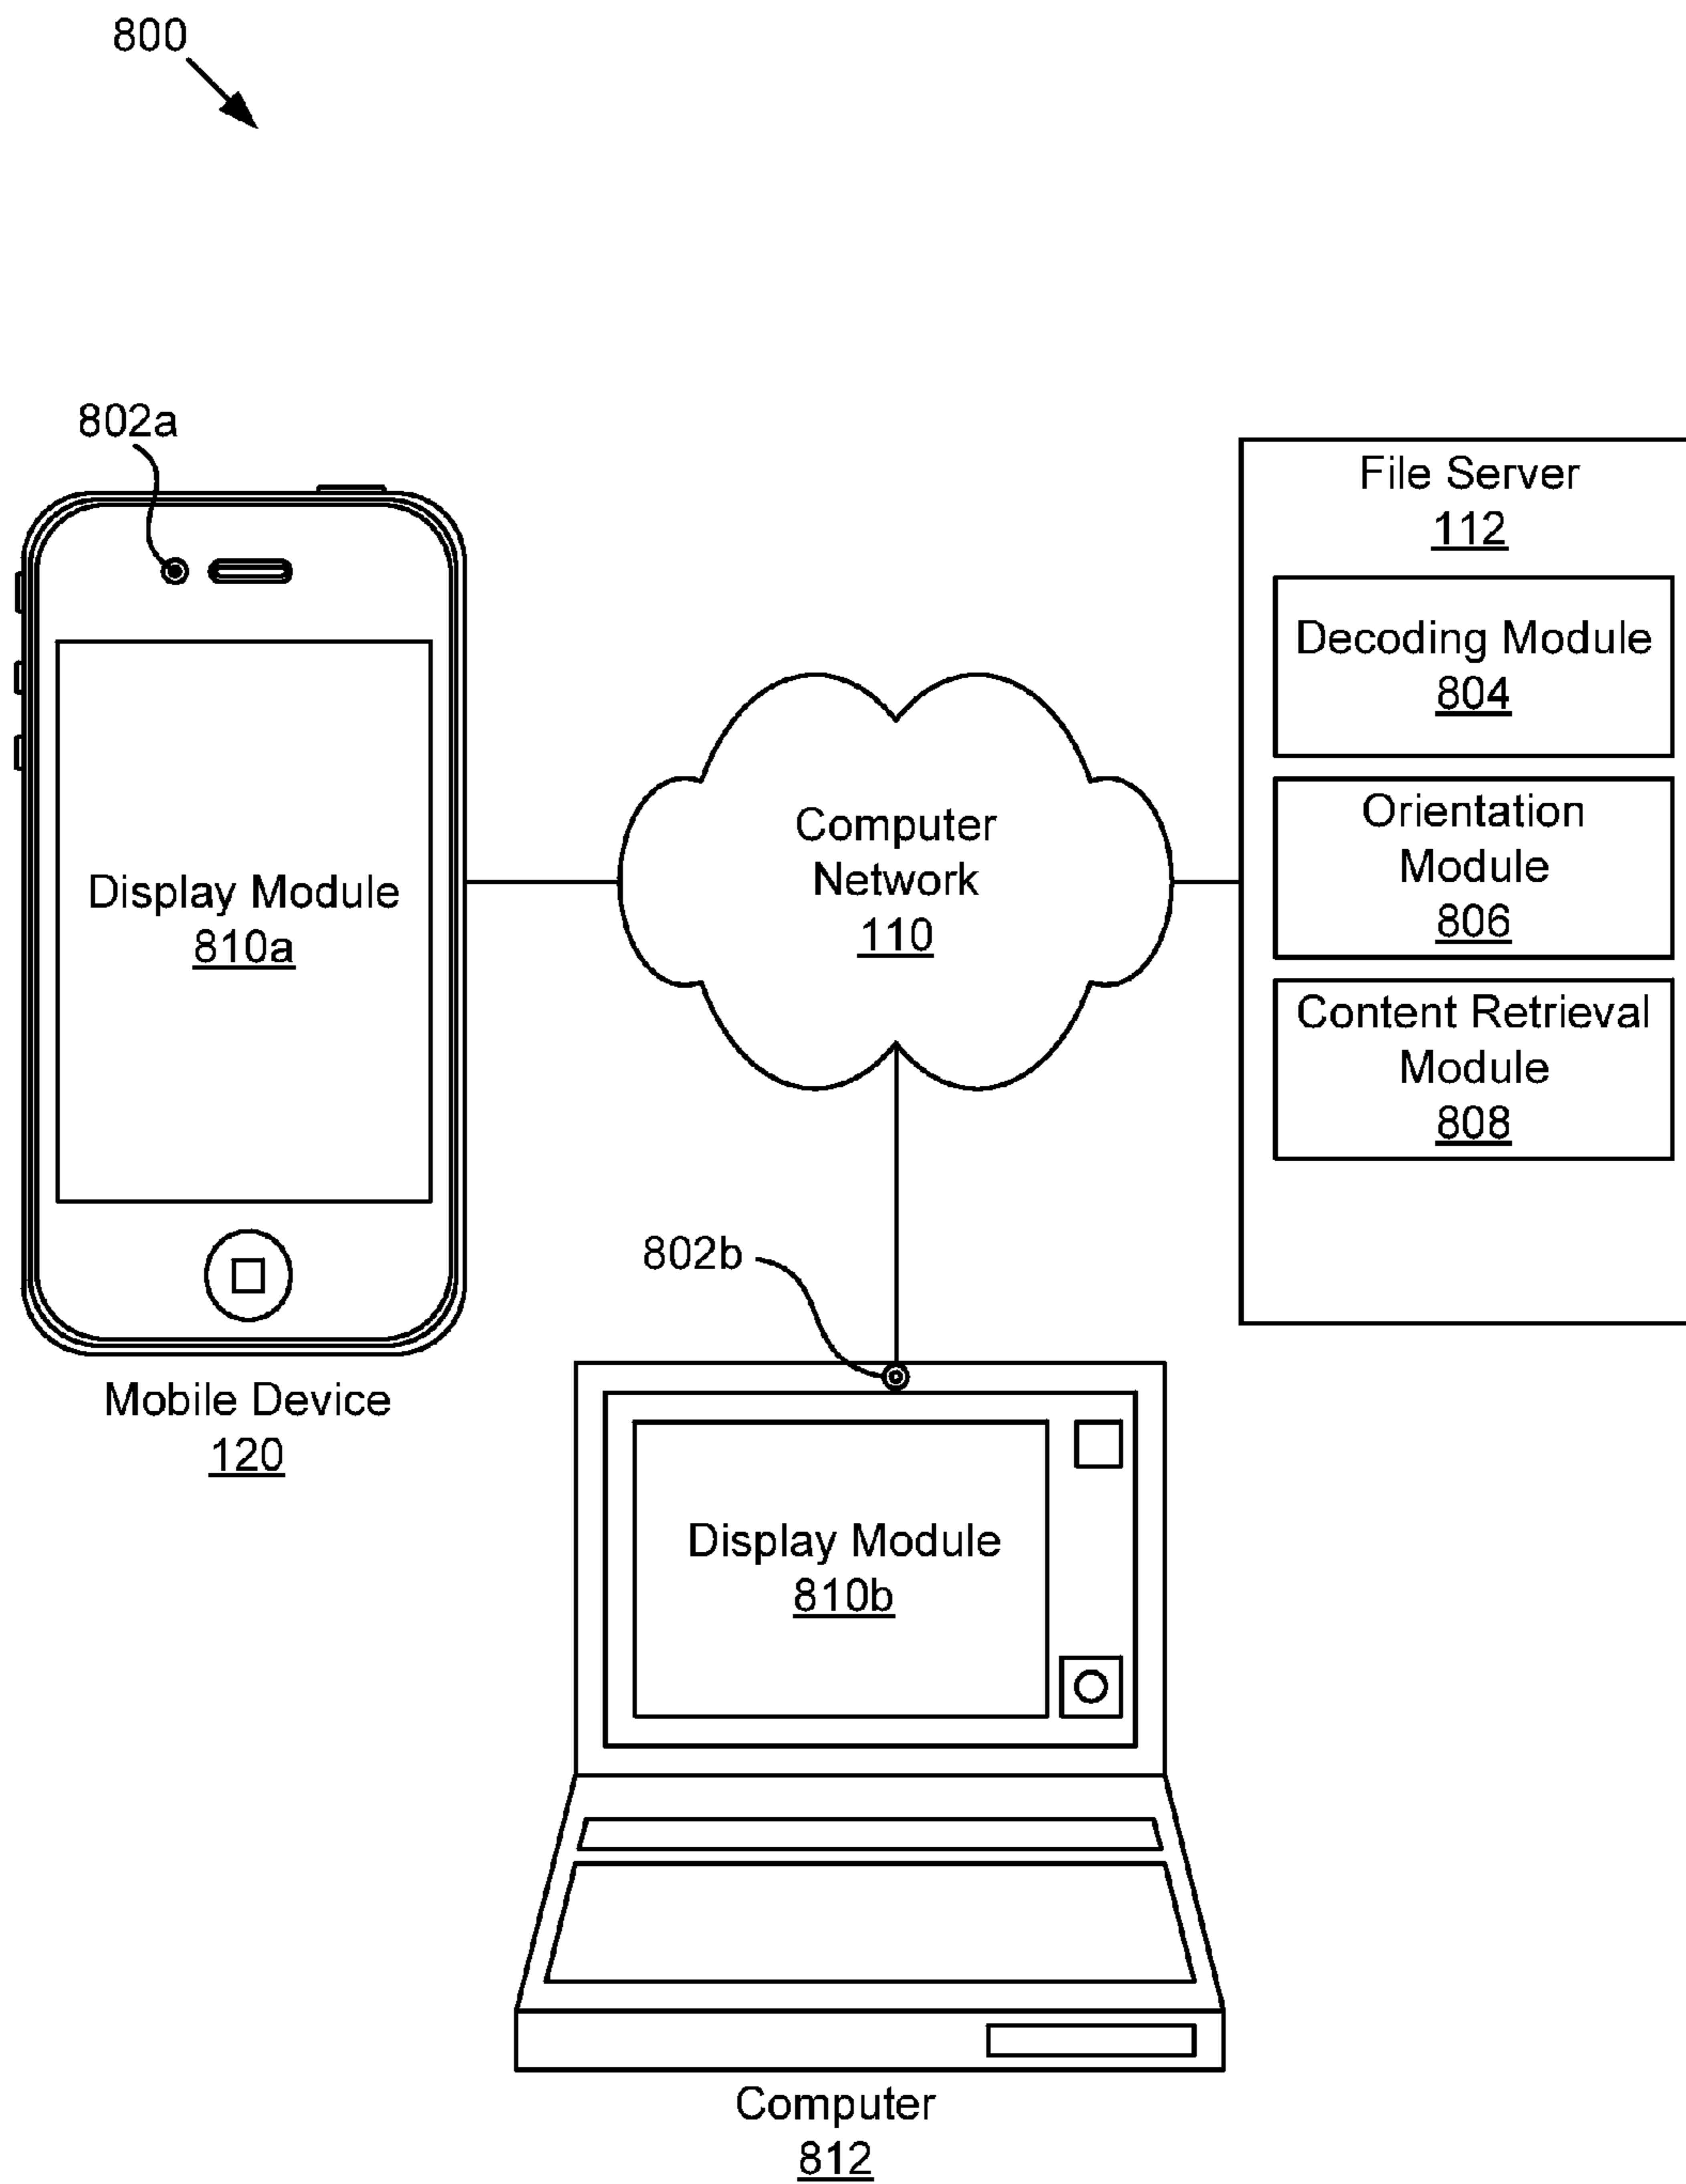 800
802a
Display Module
810a
Mobile Device
120
Computer
Network
110
File Server
112
Decoding Module
804
Orientation
Module
806
Content Retrieval
Module
808
802b
Display Module
810b
Computer
812